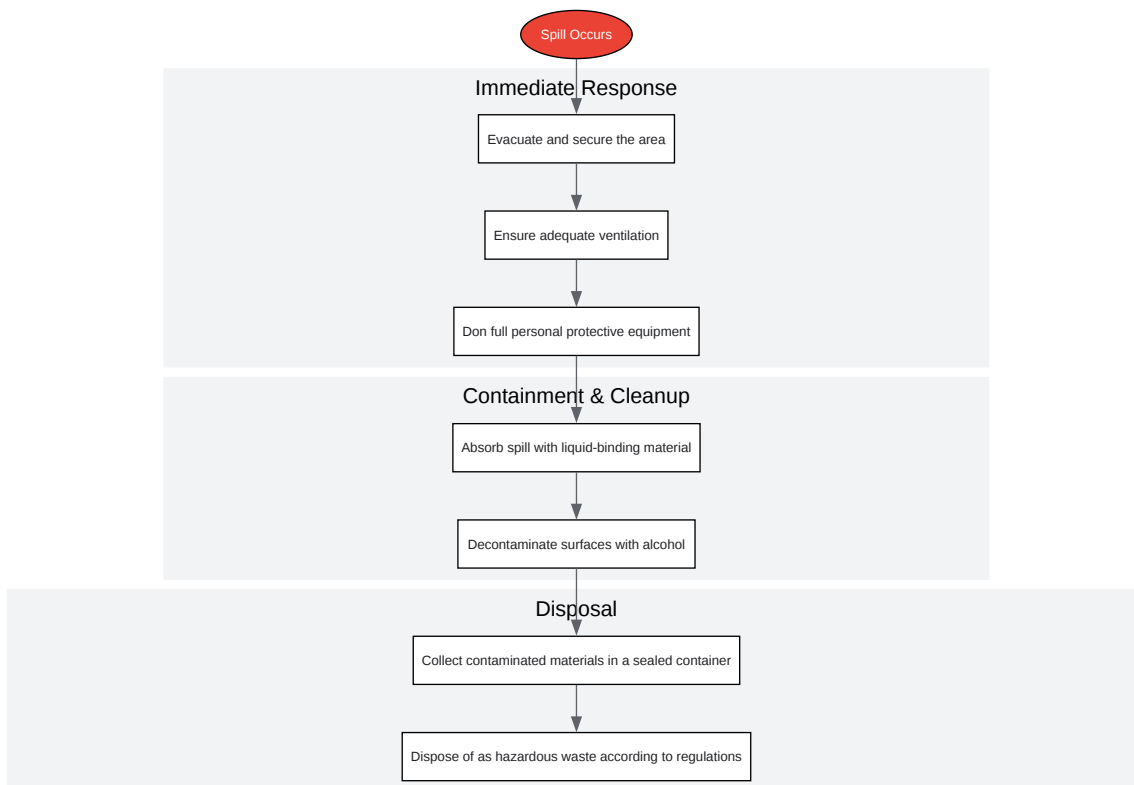 Spill Occurs
Immediate Response
Evacuate and secure the area
Ensure adequate ventilation
Don full personal protective equipment
Containment & Cleanup
Absorb spill with liquid-binding material
Decontaminate surfaces with alcohol
Disposal
Collect contaminated materials in a sealed container
Dispose of as hazardous waste according to regulations